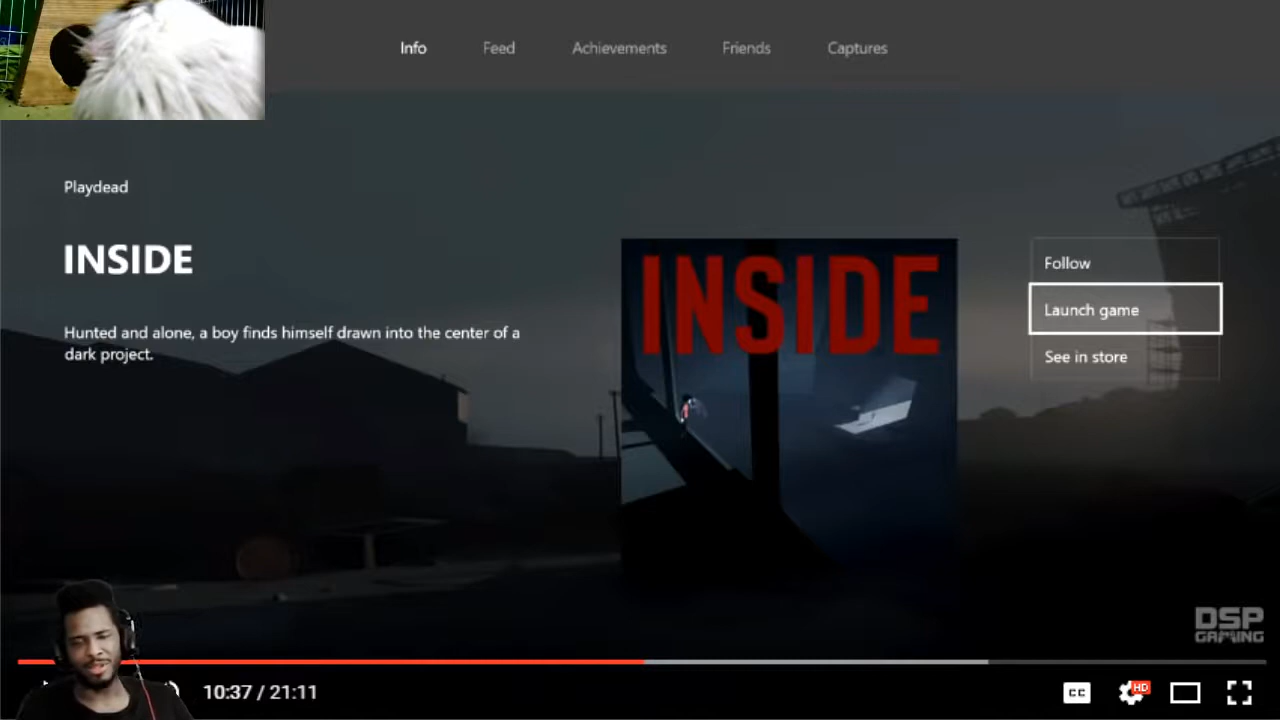 Info Feed Achievements Friends Captures
Playdead
INSIDE
Hunted and alone, a boy finds himself drawn into the center of a
dark project.
INSIDE
Follow
Launch game
See in store
DSP
GAMING
10:37 / 21:11
CC
HD